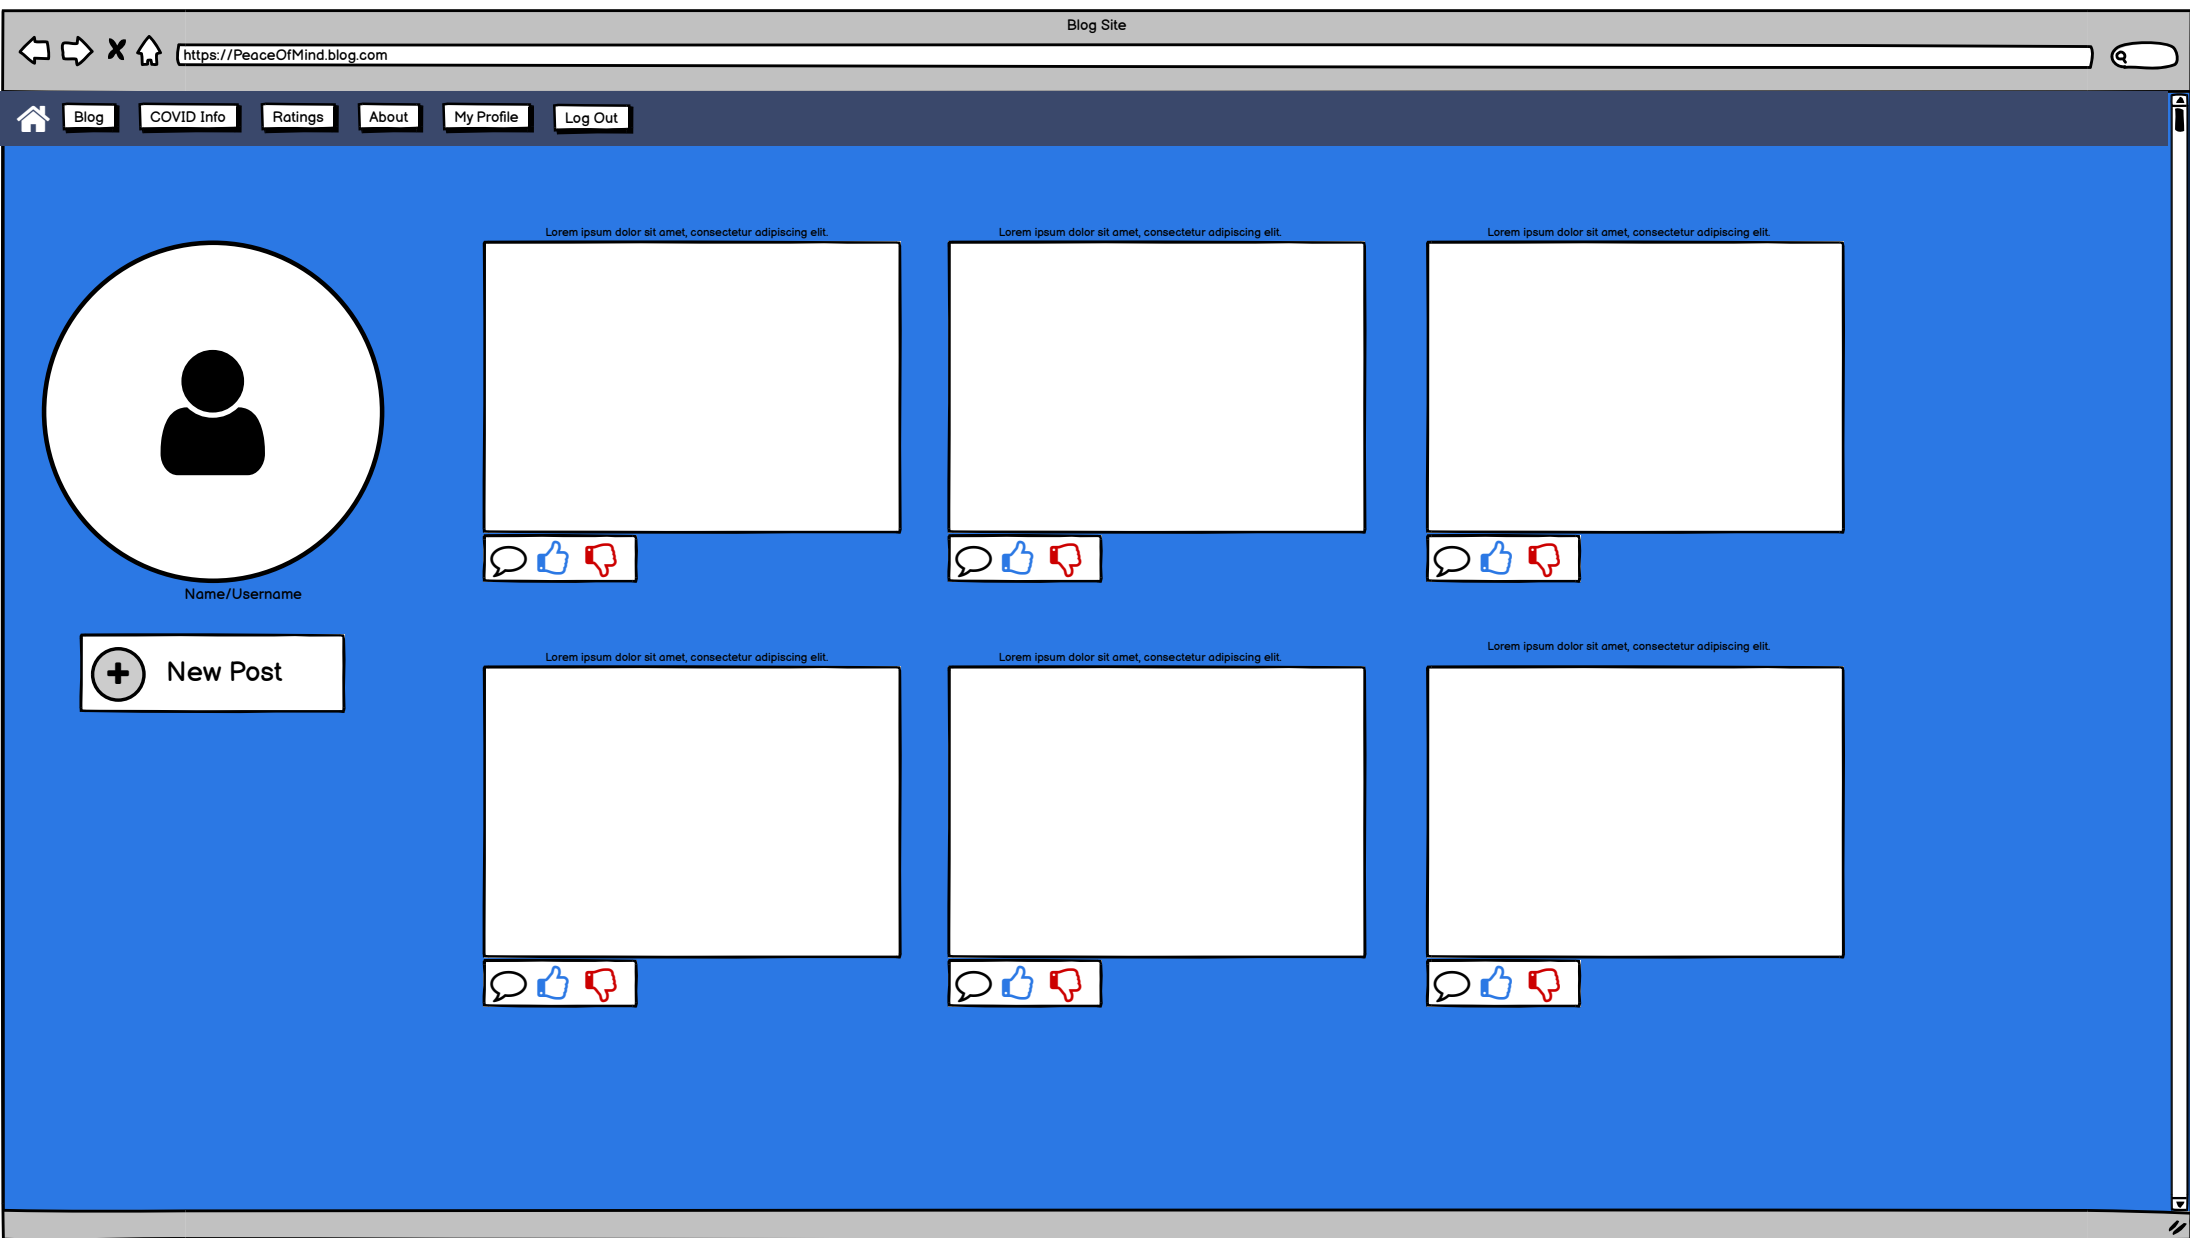 Blog Site
https://PeaceOfMind.blog.com
Blog COVID Info Ratings About My Profile Log Out
Lorem ipsum dolor sit amet, consectetur adipiscing elit. Lorem ipsum dolor sit amet, consectetur adipiscing elit. Lorem ipsum dolor sit amet, consectetur adipiscing elit.
Name/Username
New Post
Lorem ipsum dolor sit amet, consectetur adipiscing elit. Lorem ipsum dolor sit amet, consectetur adipiscing elit. Lorem ipsum dolor sit amet, consectetur adipiscing elit.